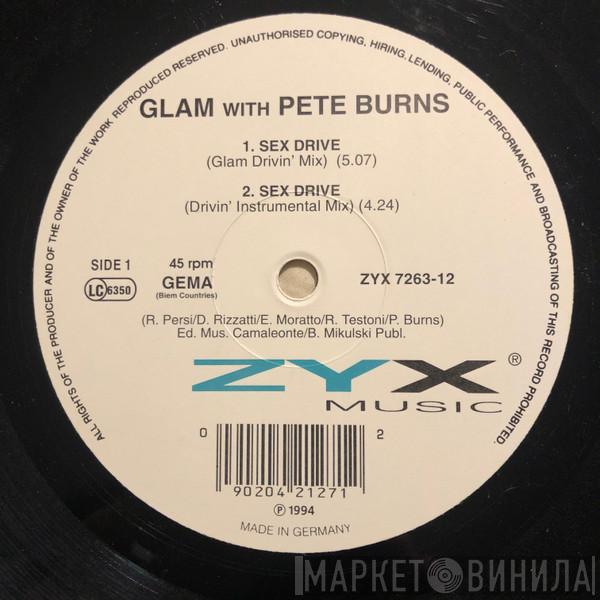 ALL RIGHTS OF THE PRODUCER AND OF THE OWNER OF THE WORK REPRODUCED RESERVED. UNAUTHORISED COPYING, HIRING, LENDING, PUBLIC PERFORMANCE AND BROADCASTING OF THIS RECORD PROHIBITED.
GLAM WITH PETE BURNS
1. SEX DRIVE
(Glam Drivin' Mix) (5.07)
2. SEX DRIVE
(Drivin' Instrumental Mix) (4.24)
SIDE 1
45 rpm
LC 6350
GEMA
(Biem Countries)
ZYX 7263-12
(R. Persi/D. Rizzatti/E. Moratto/R. Testoni/P. Burns)
Ed. Mus. Camaleonte/B. Mikulski Publ.
ZYX ®
MUSIC
0 90204 21271 2
℗ 1994
MADE IN GERMANY
МАРКЕТ ВИНИЛА